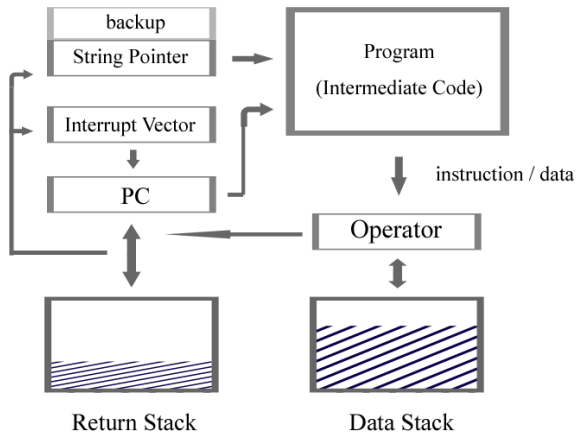 backup
String Pointer
Program
(Intermediate Code)
Interrupt Vector
PC
instruction / data
Operator
Return Stack
Data Stack